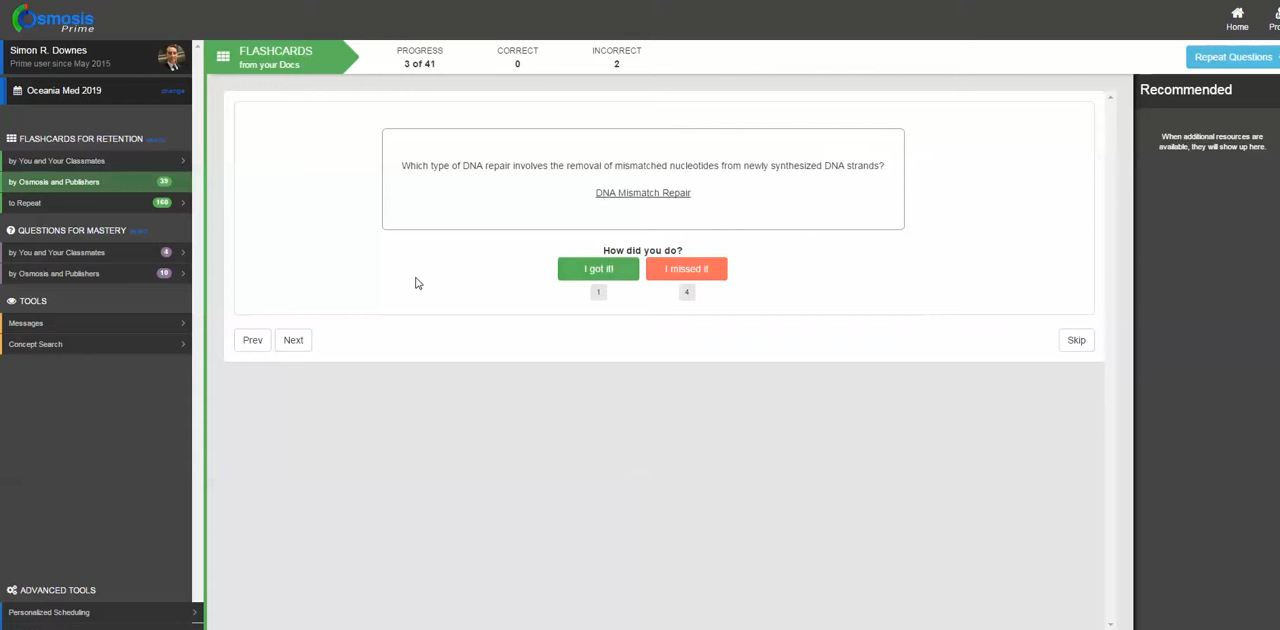 Osmosis
Prime
Home
Simon R. Downes
Prime user since May 2015
Oceania Med 2019
change
FLASHCARDS FOR RETENTION
by You and Your Classmates
by Osmosis and Publishers 39
to Repeat 168
QUESTIONS FOR MASTERY
by You and Your Classmates 4
by Osmosis and Publishers 10
TOOLS
Messages
Concept Search
ADVANCED TOOLS
Personalized Scheduling
FLASHCARDS
from your Docs
PROGRESS
3 of 41
CORRECT
0
INCORRECT
2
Repeat Questions
Which type of DNA repair involves the removal of mismatched nucleotides from newly synthesized DNA strands?
DNA Mismatch Repair
How did you do?
I got it! I missed it
1 4
Prev Next Skip
Recommended
When additional resources are
available, they will show up here.